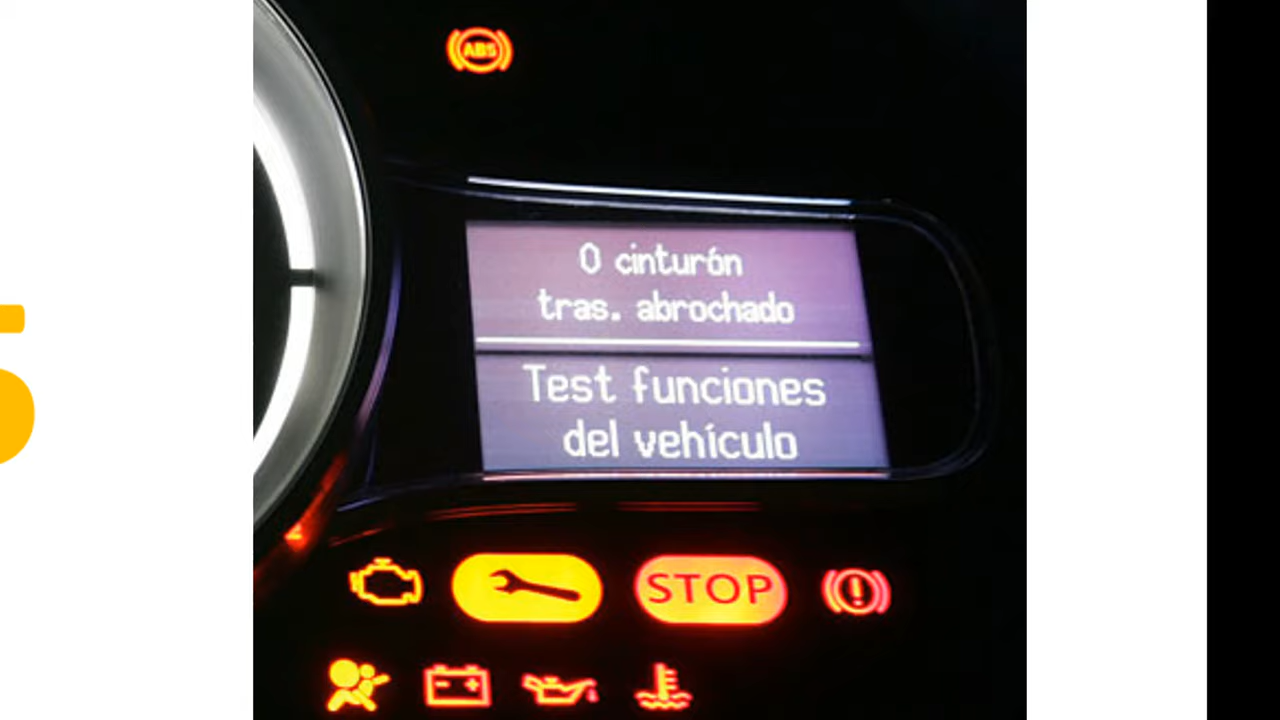 ABS
0 cinturón
tras. abrochado
Test funciones
del vehículo
STOP